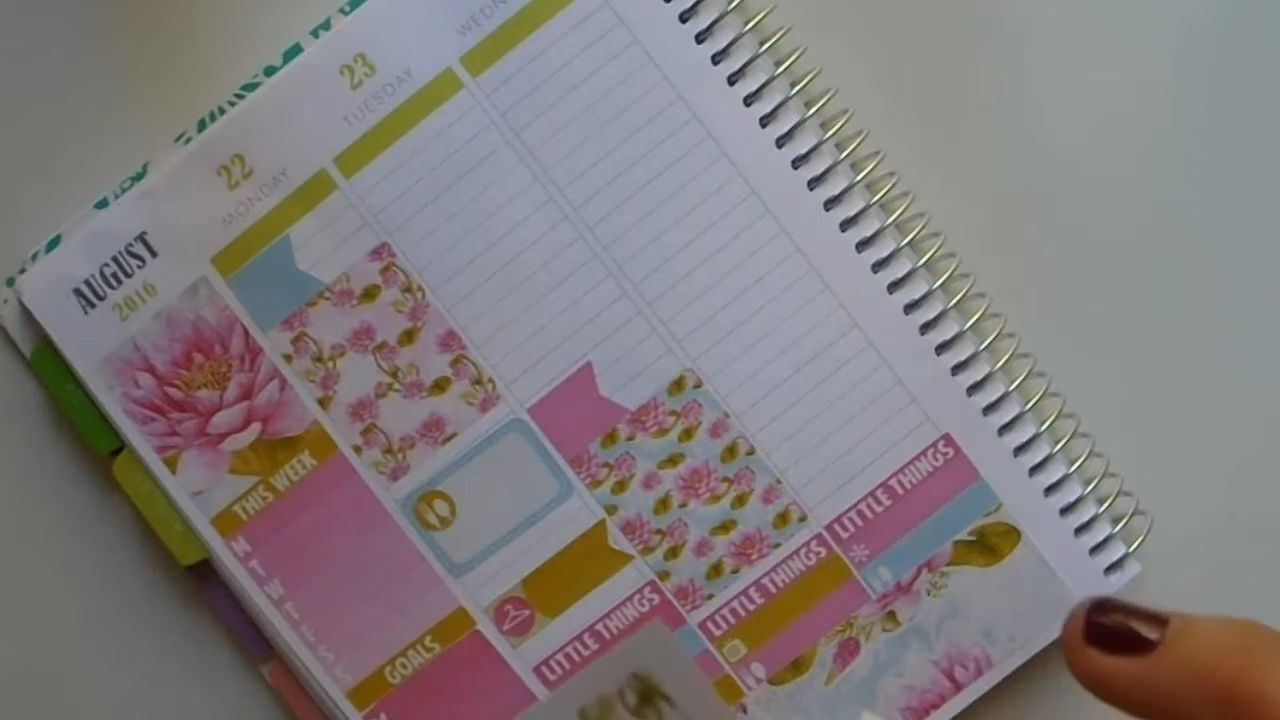 AUGUST
2016
22
MONDAY
23
TUESDAY
THIS WEEK
M
T
W
GOALS
LITTLE THINGS
LITTLE THINGS
LITTLE THINGS